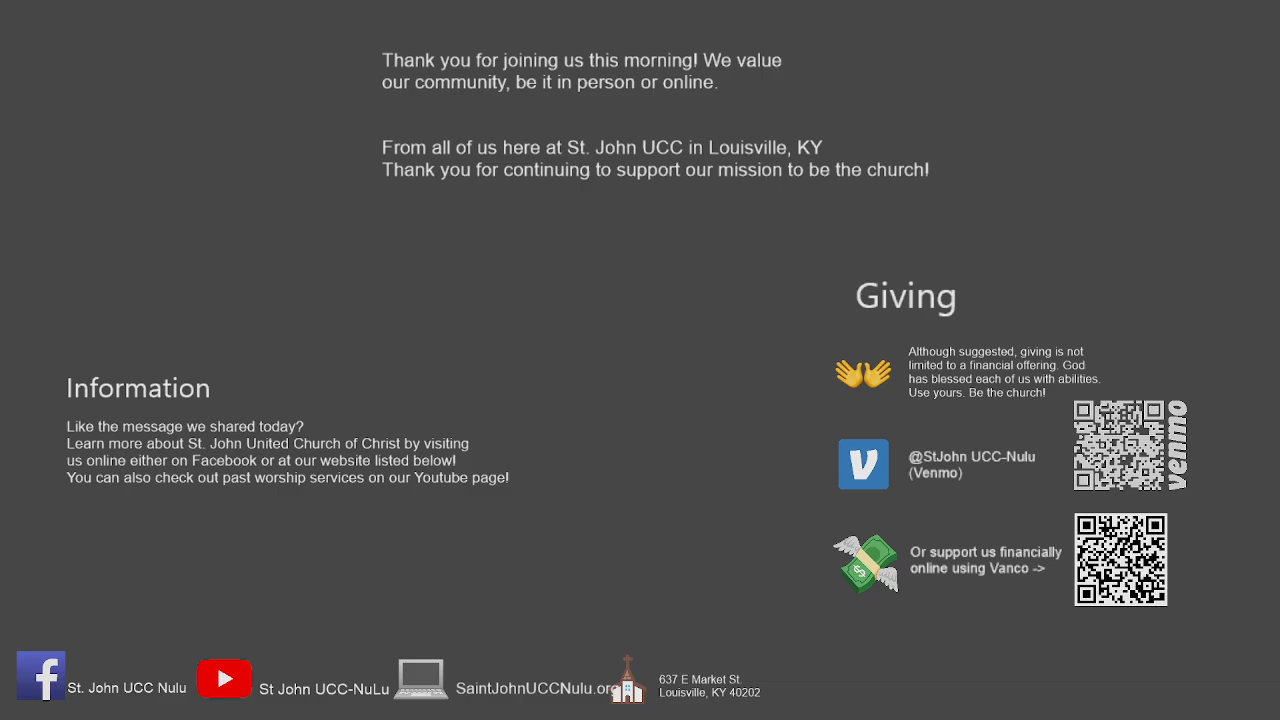 Thank you for joining us this morning! We value
our community, be it in person or online.
From all of us here at St. John UCC in Louisville, KY
Thank you for continuing to support our mission to be the church!
Giving
Although suggested, giving is not
limited to a financial offering. God
has blessed each of us with abilities.
Use yours. Be the church!
Information
Like the message we shared today?
Learn more about St. John United Church of Christ by visiting
us online either on Facebook or at our website listed below!
You can also check out past worship services on our Youtube page!
@StJohn UCC-Nulu
(Venmo)
venmo
Or support us financially
online using Vanco ->
St. John UCC Nulu
St John UCC-NuLu
SaintJohnUCCNulu.org
637 E Market St.
Louisville, KY 40202